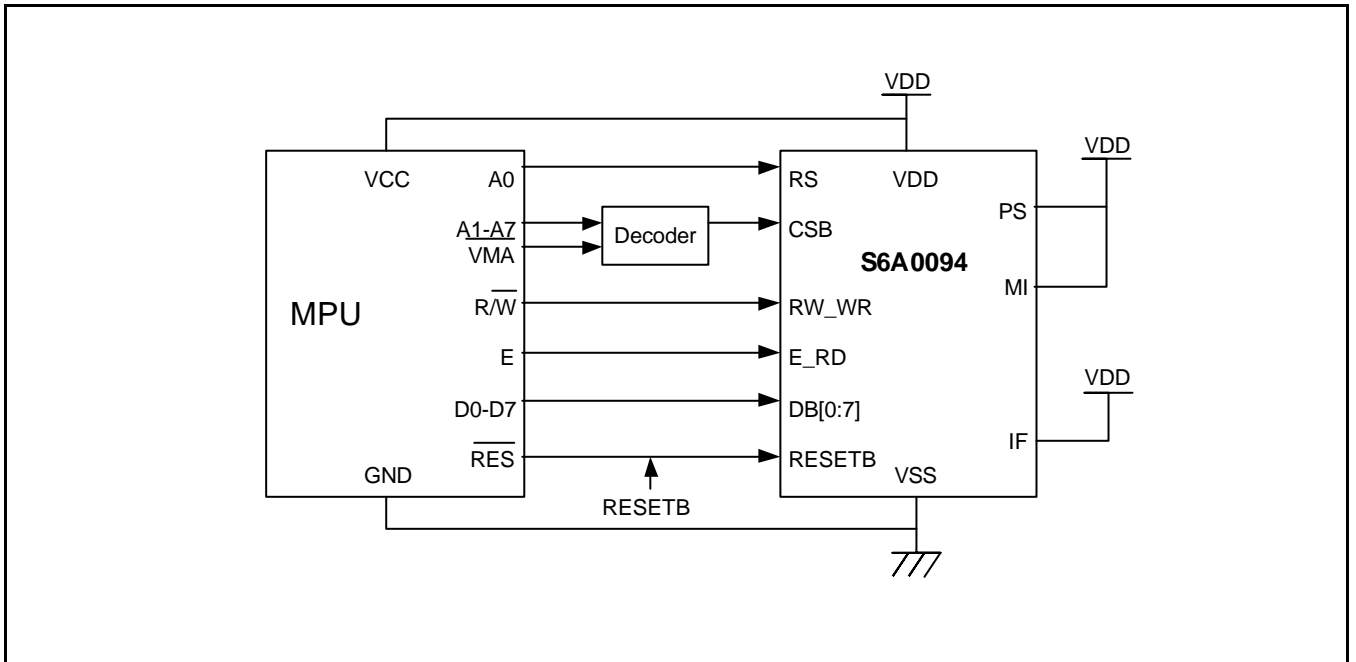 VDD
VCC
A0
A1-A7
VMA
R/W
E
D0-D7
RES
GND
MPU
Decoder
RESETB
RS
VDD
CSB
S6A0094
RW_WR
E_RD
DB[0:7]
RESETB
VSS
PS
MI
IF
VDD
VDD